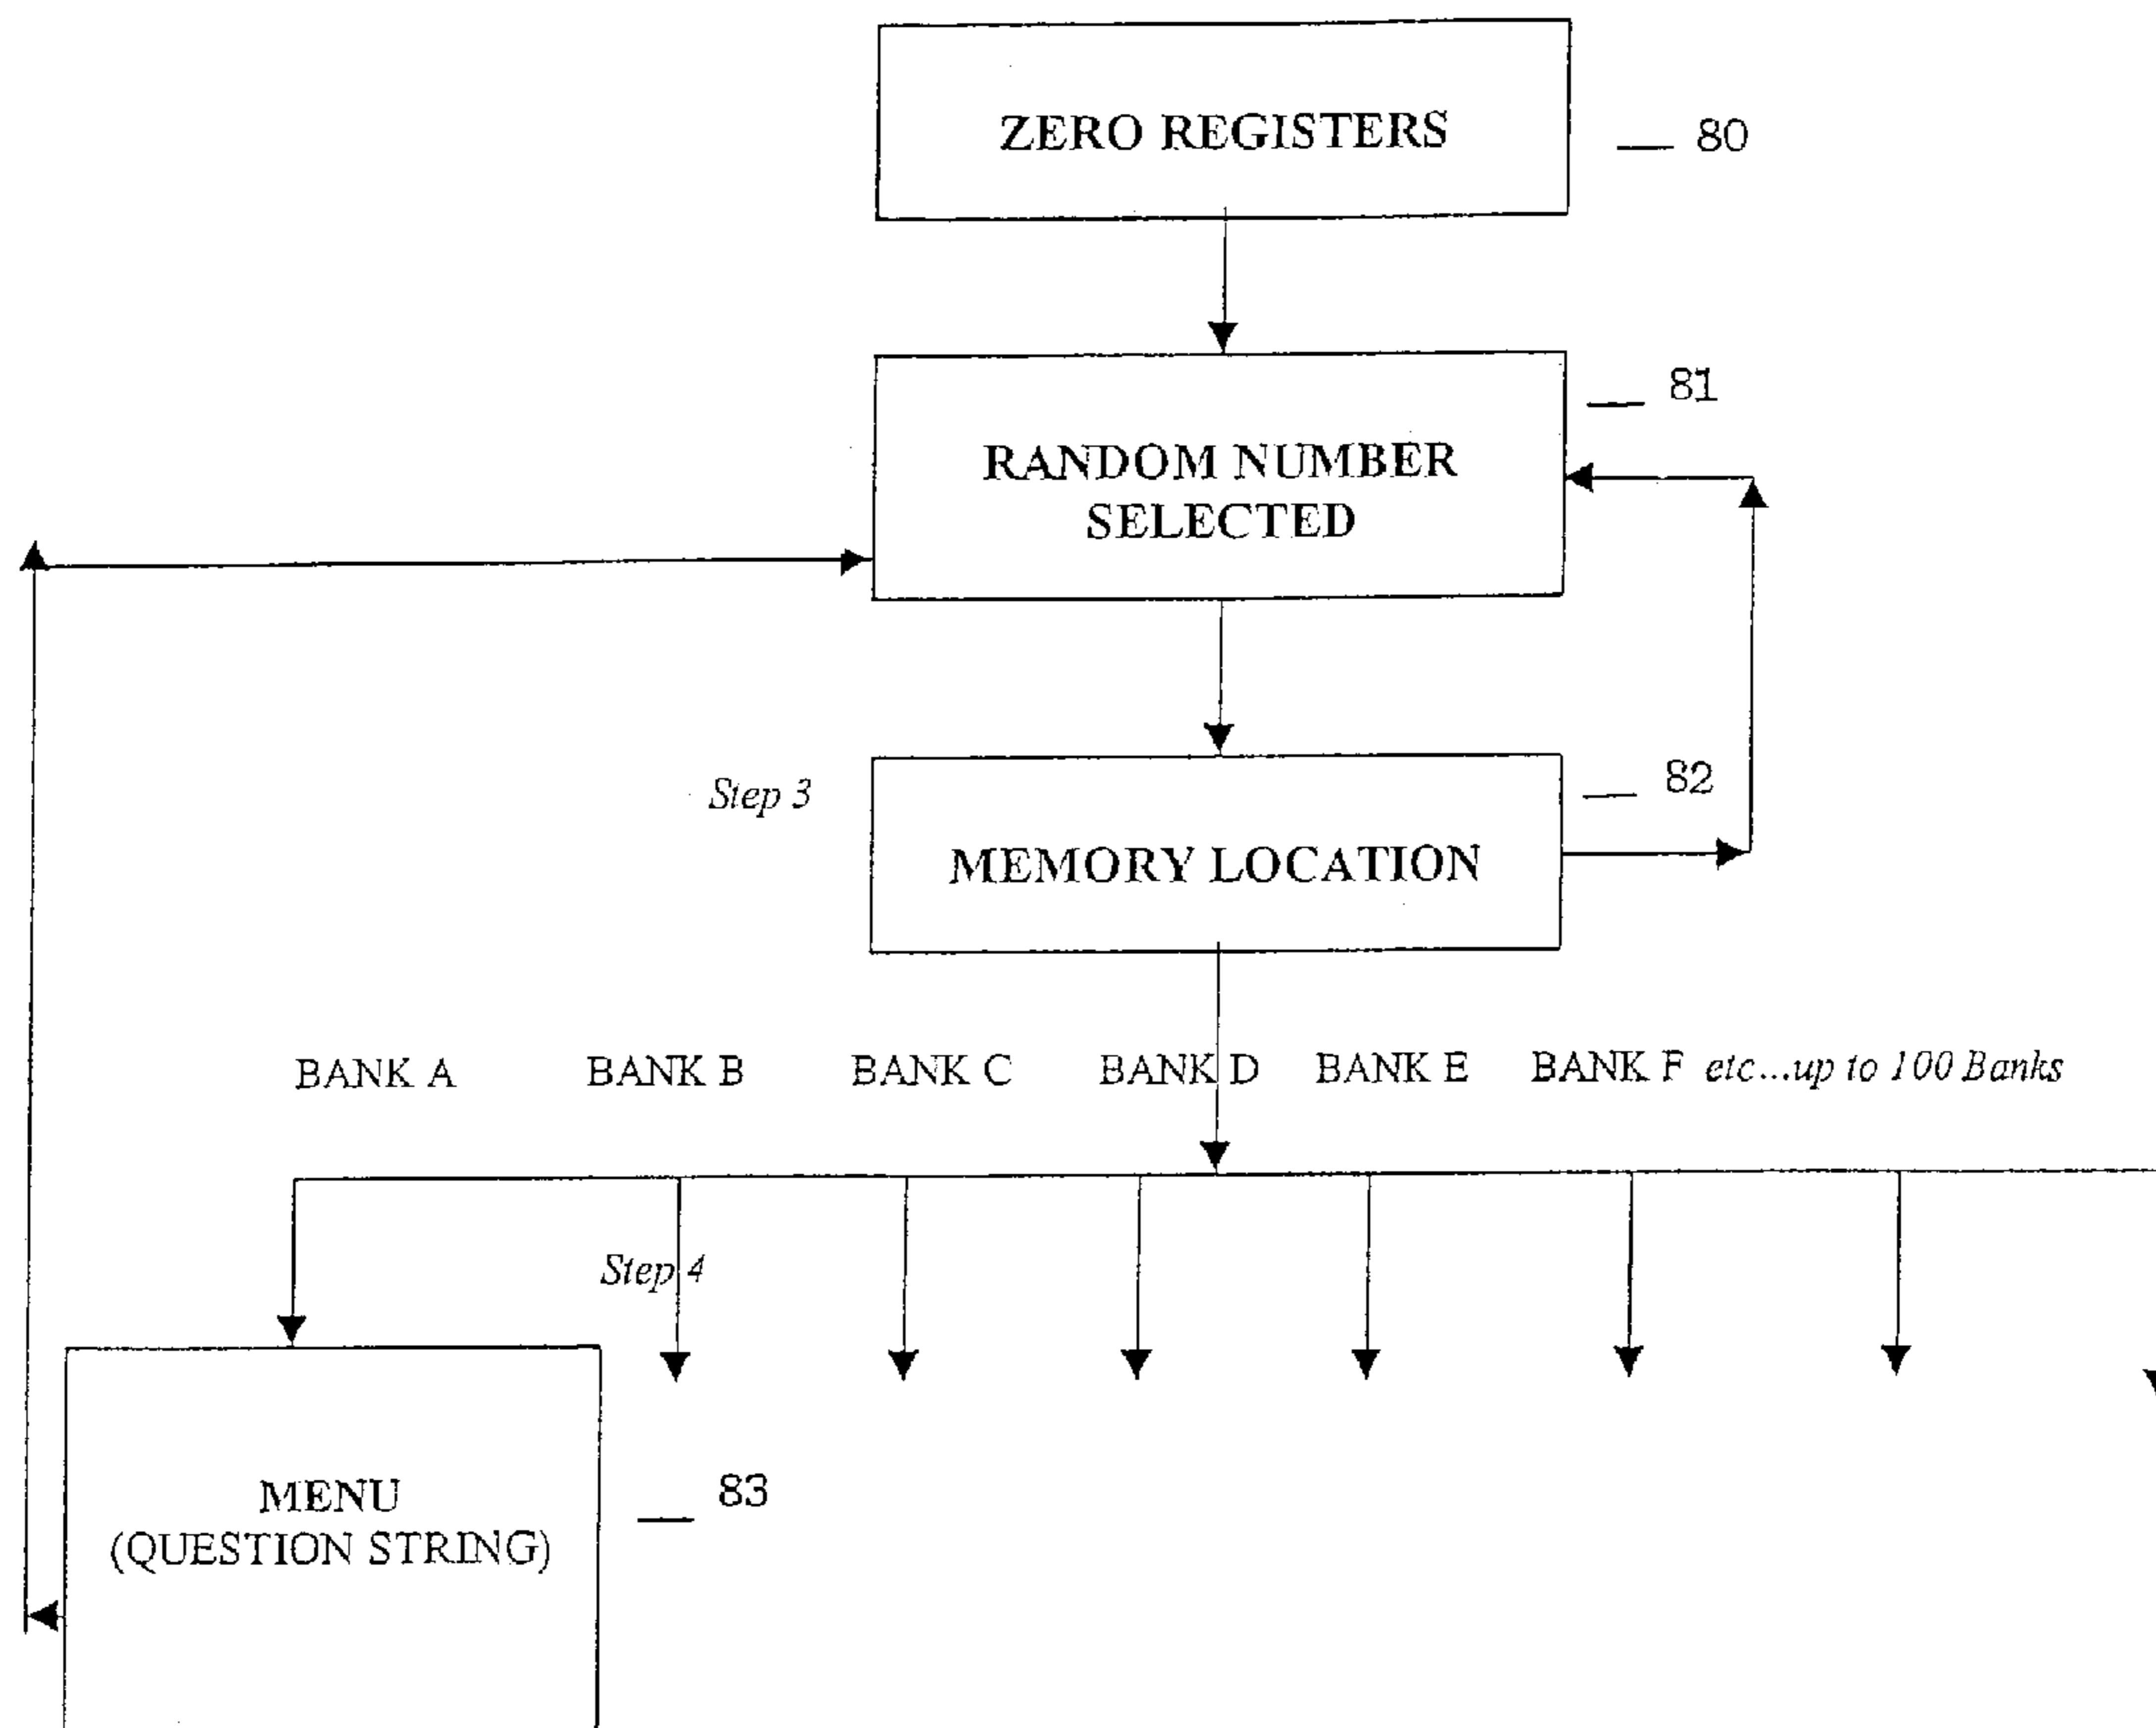 ZERO REGISTERS
80
81
RANDOM NUMBER
SELECTED
Step 3
82
MEMORY LOCATION
BANK A BANK B BANK C BANK D BANK E BANK F etc...up to 100 Banks
Step 4
83
MENU
(QUESTION STRING)